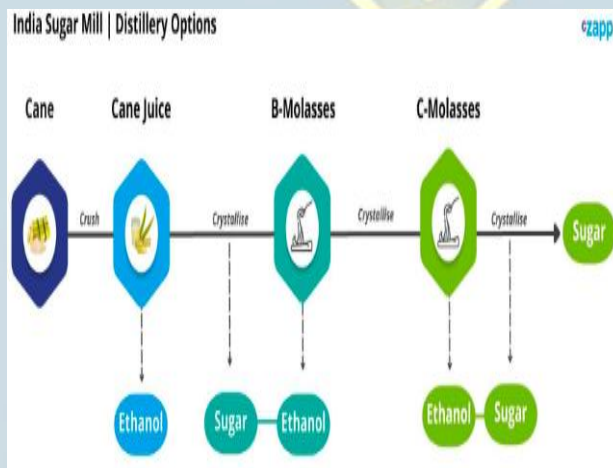 India Sugar Mill | Distillery Options
czapp
Cane
Cane Juice
B-Molasses
C-Molasses
Crush
Crystallise
Crystallise
Crystallise
Sugar
Ethanol
Sugar
Ethanol
Ethanol
Sugar